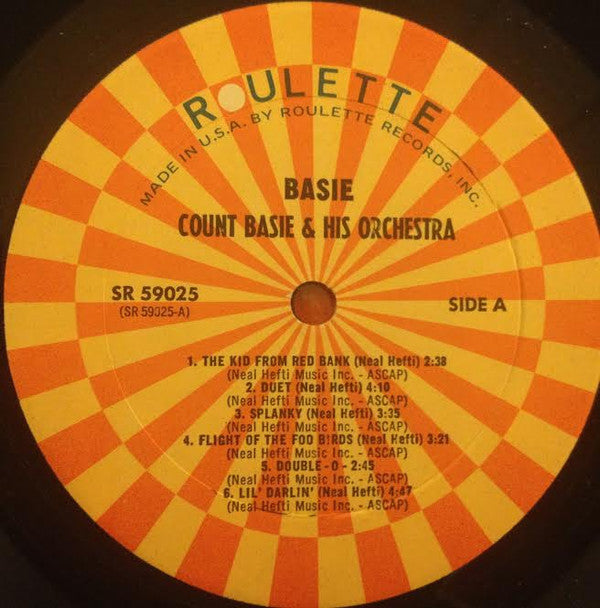 ROULETTE
MADE IN U.S.A. BY ROULETTE RECORDS, INC.
BASIE
COUNT BASIE & HIS ORCHESTRA
SR 59025
(SR 59025-A)
SIDE A
1. THE KID FROM RED BANK (Neal Hefti) 2:38
(Neal Hefti Music Inc. - ASCAP)
2. DUET (Neal Hefti) 4:10
(Neal Hefti Music Inc. - ASCAP)
3. SPLANKY (Neal Hefti) 3:35
(Neal Hefti Music Inc. - ASCAP)
4. FLIGHT OF THE FOO BIRDS (Neal Hefti) 3:21
(Neal Hefti Music Inc. - ASCAP)
5. DOUBLE - O - 2:45
(Neal Hefti Music Inc. - ASCAP)
6. LIL' DARLIN' (Neal Hefti) 4:47
(Neal Hefti Music Inc. - ASCAP)